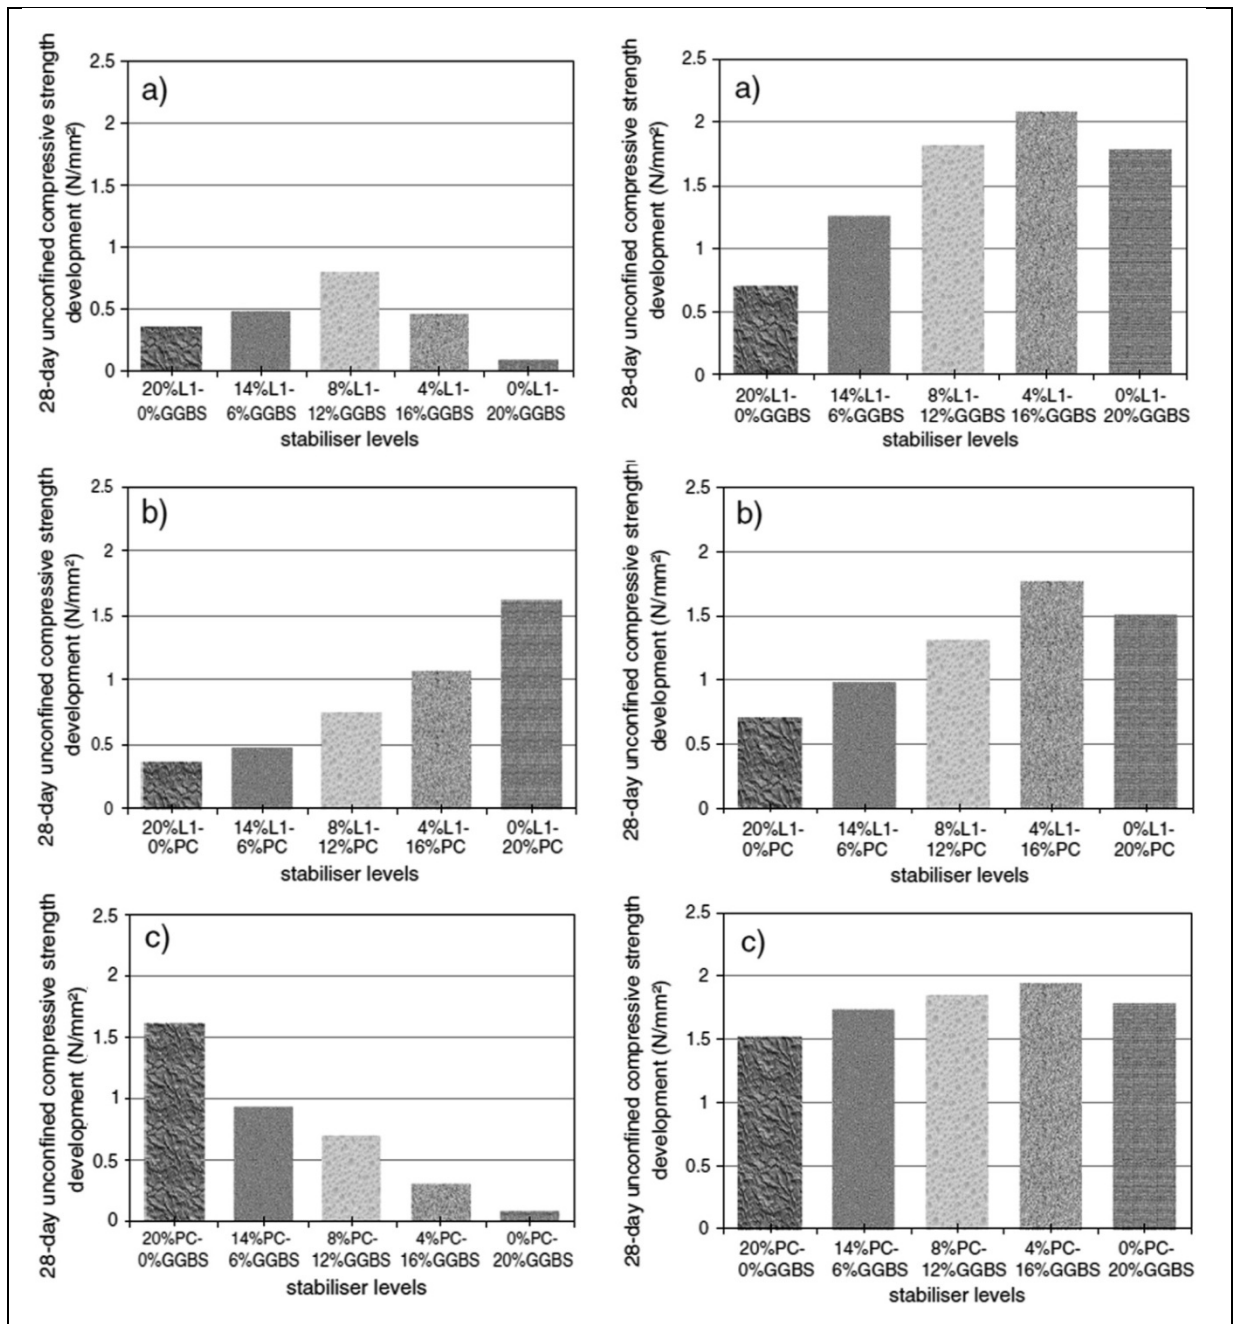 28-day unconfined compressive strength
development (N/mm²)
2.5
2
1.5
1
0.5
0
a)
20%L1-
0%GGBS
14%L1-
6%GGBS
8%L1-
12%GGBS
4%L1-
16%GGBS
0%L1-
20%GGBS
stabiliser levels
28-day unconfined compressive strength
development (N/mm²)
2.5
2
1.5
1
0.5
0
a)
20%L1-
0%GGBS
14%L1-
6%GGBS
8%L1-
12%GGBS
4%L1-
16%GGBS
0%L1-
20%GGBS
stabiliser levels
28-day unconfined compressive strength
development (N/mm²)
2.5
2
1.5
1
0.5
0
b)
20%L1-
0%PC
14%L1-
6%PC
8%L1-
12%PC
4%L1-
16%PC
0%L1-
20%PC
stabiliser levels
28-day unconfined compressive strength
development (N/mm²)
2.5
2
1.5
1
0.5
0
b)
20%L1-
0%PC
14%L1-
6%PC
8%L1-
12%PC
4%L1-
16%PC
0%L1-
20%PC
stabiliser levels
28-day unconfined compressive strength
development (N/mm²)
2.5
2
1.5
1
0.5
0
c)
20%PC-
0%GGBS
14%PC-
6%GGBS
8%PC-
12%GGBS
4%PC-
16%GGBS
0%PC-
20%GGBS
stabiliser levels
28-day unconfined compressive strength
development (N/mm²)
2.5
2
1.5
1
0.5
0
c)
20%PC-
0%GGBS
14%PC-
6%GGBS
8%PC-
12%GGBS
4%PC-
16%GGBS
0%PC-
20%GGBS
stabiliser levels